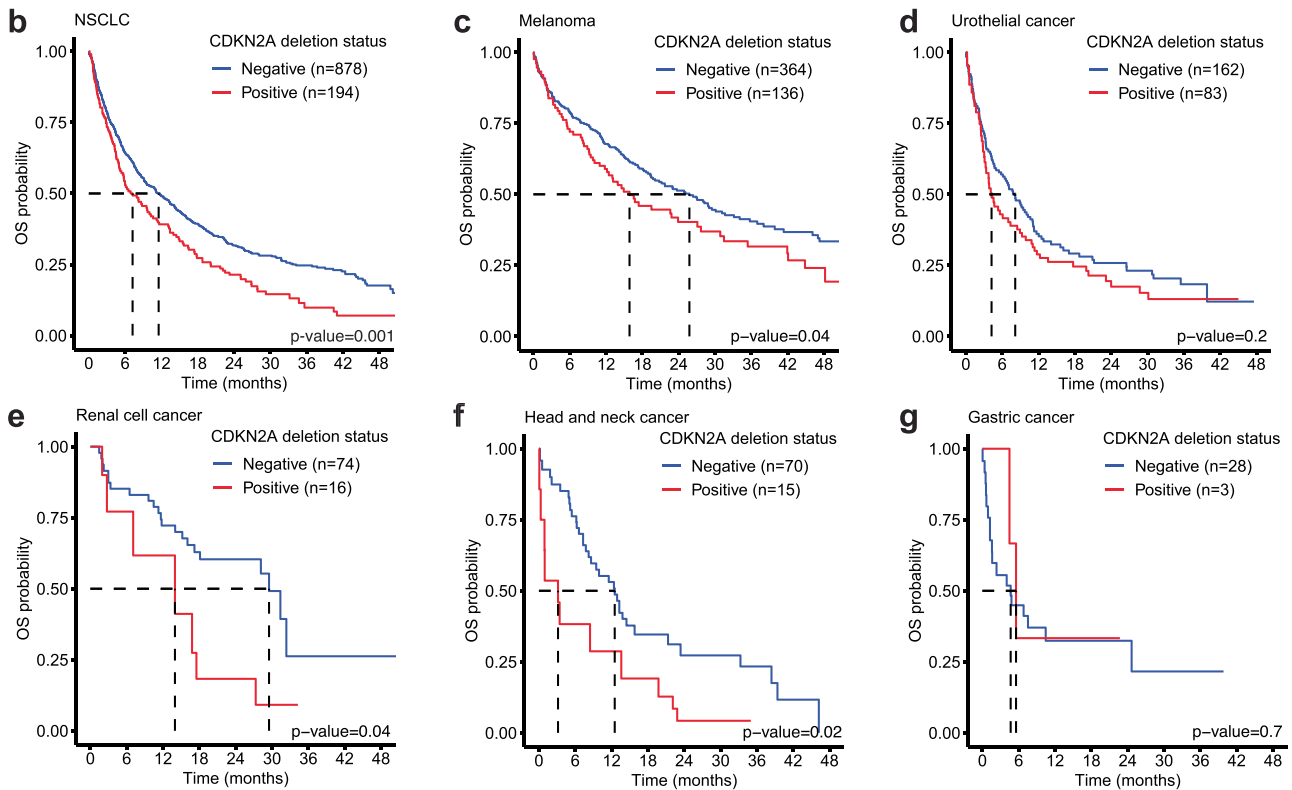 b
NSCLC
CDKN2A deletion status
Negative (n=878)
Positive (n=194)
OS probability
1.00
0.75
0.50
0.25
0.00
p-value=0.001
0 6 12 18 24 30 36 42 48
Time (months)
c
Melanoma
CDKN2A deletion status
Negative (n=364)
Positive (n=136)
OS probability
1.00
0.75
0.50
0.25
0.00
p−value=0.04
0 6 12 18 24 30 36 42 48
Time (months)
d
Urothelial cancer
CDKN2A deletion status
Negative (n=162)
Positive (n=83)
OS probability
1.00
0.75
0.50
0.25
0.00
p−value=0.2
0 6 12 18 24 30 36 42 48
Time (months)
e
Renal cell cancer
CDKN2A deletion status
Negative (n=74)
Positive (n=16)
OS probability
1.00
0.75
0.50
0.25
0.00
p−value=0.04
0 6 12 18 24 30 36 42 48
Time (months)
f
Head and neck cancer
CDKN2A deletion status
Negative (n=70)
Positive (n=15)
OS probability
1.00
0.75
0.50
0.25
0.00
p−value=0.02
0 6 12 18 24 30 36 42 48
Time (months)
g
Gastric cancer
CDKN2A deletion status
Negative (n=28)
Positive (n=3)
OS probability
1.00
0.75
0.50
0.25
0.00
p−value=0.7
0 6 12 18 24 30 36 42 48
Time (months)